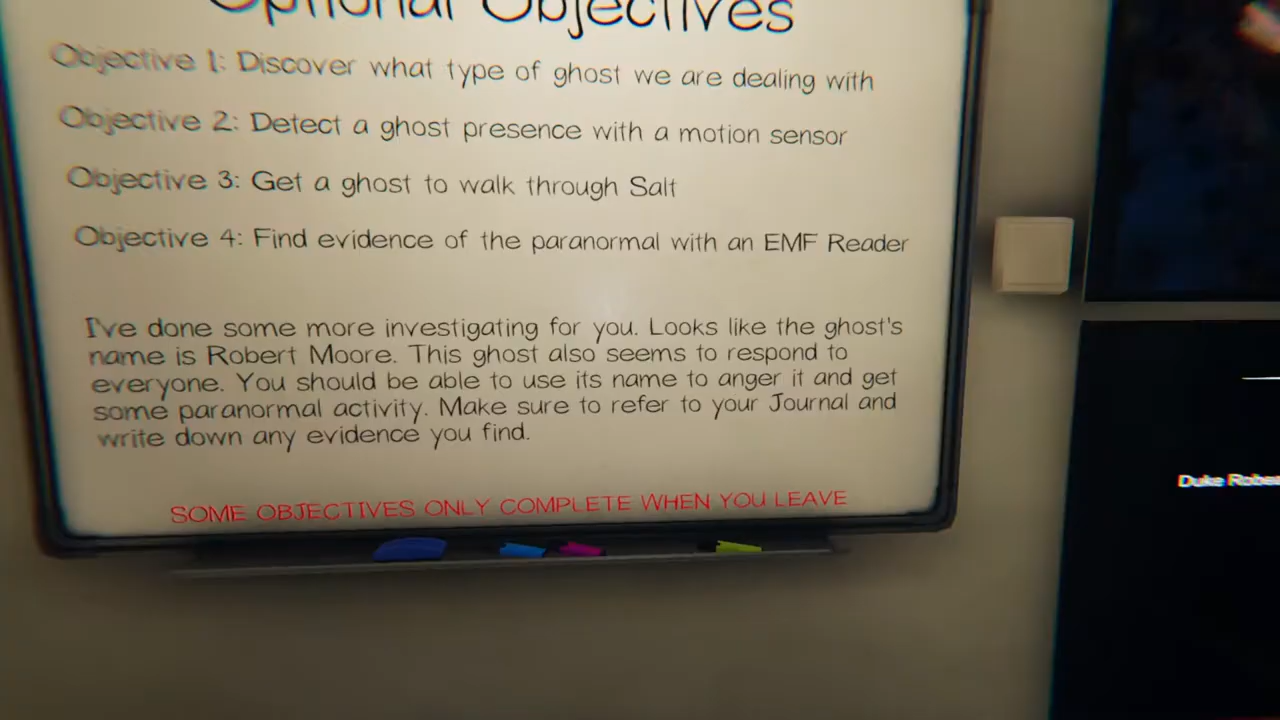 Optional Objectives
Objective 1: Discover what type of ghost we are dealing with
Objective 2: Detect a ghost presence with a motion sensor
Objective 3: Get a ghost to walk through Salt
Objective 4: Find evidence of the paranormal with an EMF Reader
I've done some more investigating for you. Looks like the ghost's
name is Robert Moore. This ghost also seems to respond to
everyone. You should be able to use its name to anger it and get
some paranormal activity. Make sure to refer to your Journal and
write down any evidence you find.
SOME OBJECTIVES ONLY COMPLETE WHEN YOU LEAVE
Duke